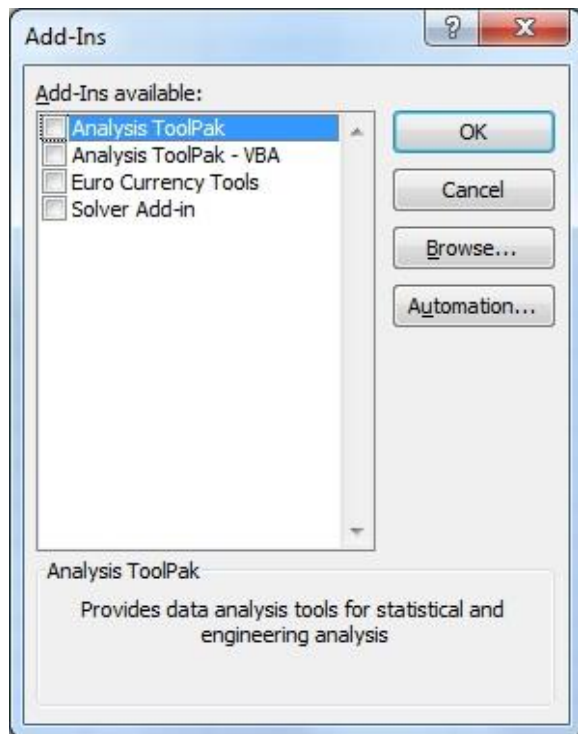 Add-Ins
Add-Ins available:
Analysis ToolPak
Analysis ToolPak - VBA
Euro Currency Tools
Solver Add-in
OK
Cancel
Browse...
Automation...
Analysis ToolPak
Provides data analysis tools for statistical and
engineering analysis